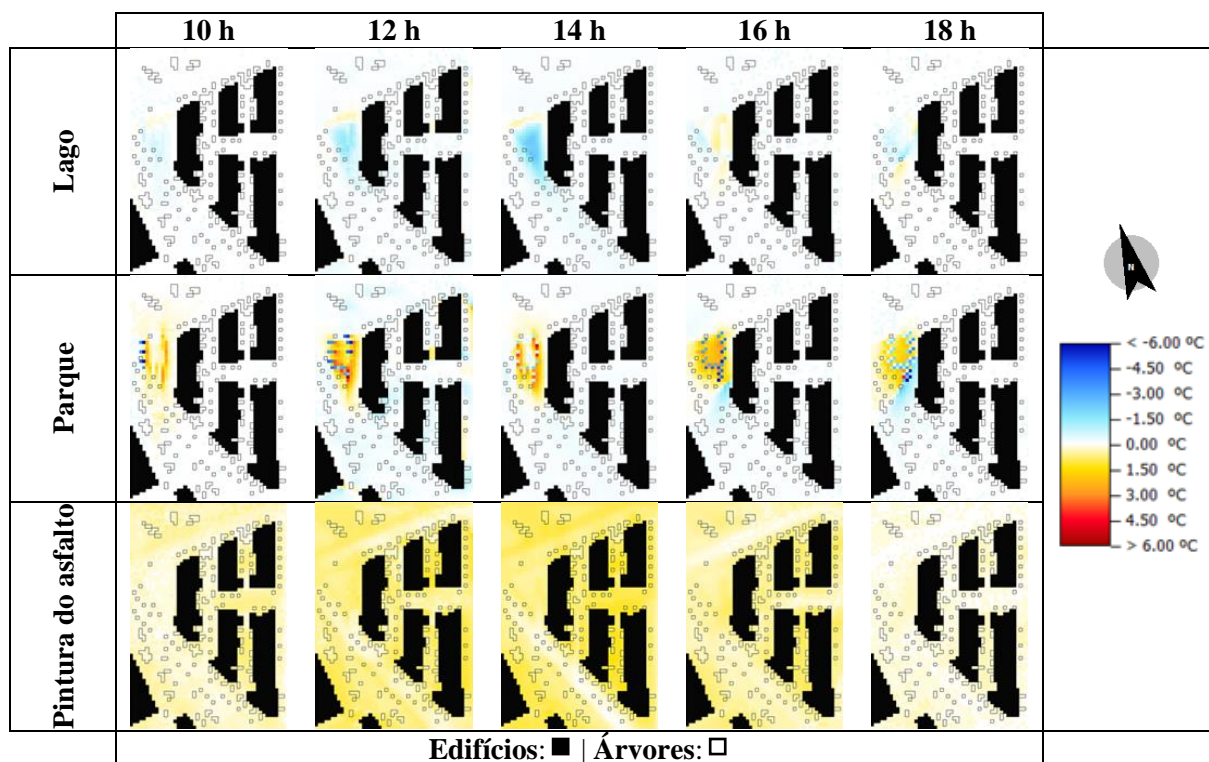 10 h 12 h 14 h 16 h 18 h
Lago
Parque
Pintura do asfalto
N
< -6.00 ºC
-4.50 ºC
-3.00 ºC
-1.50 ºC
0.00 ºC
1.50 ºC
3.00 ºC
4.50 ºC
> 6.00 ºC
Edifícios: ■ | Árvores: □